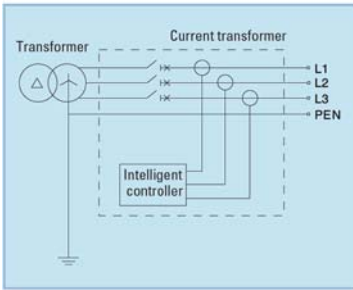 Transformer
Current transformer
L1
L2
L3
PEN
Intelligent
controller